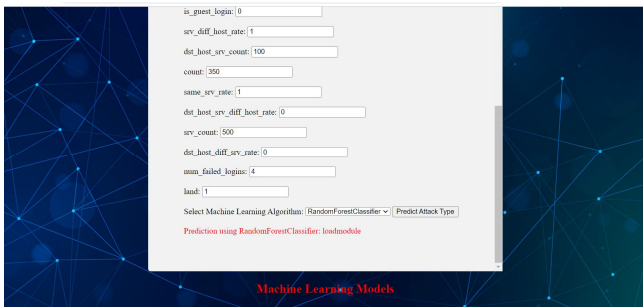 is_guest_login: 0
srv_diff_host_rate: 1
dst_host_srv_count: 100
count: 350
same_srv_rate: 1
dst_host_srv_diff_host_rate: 0
srv_count: 500
dst_host_diff_srv_rate: 0
num_failed_logins: 4
land: 1
Select Machine Learning Algorithm: RandomForestClassifier Predict Attack Type
Prediction using RandomForestClassifier: loadmodule
Machine Learning Models